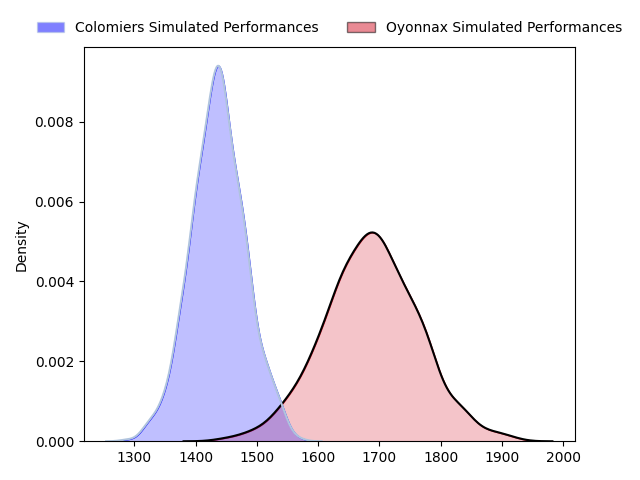 Colomiers Simulated Performances
Oyonnax Simulated Performances
Density
0.008
0.006
0.004
0.002
0.000
1300 1400 1500 1600 1700 1800 1900 2000